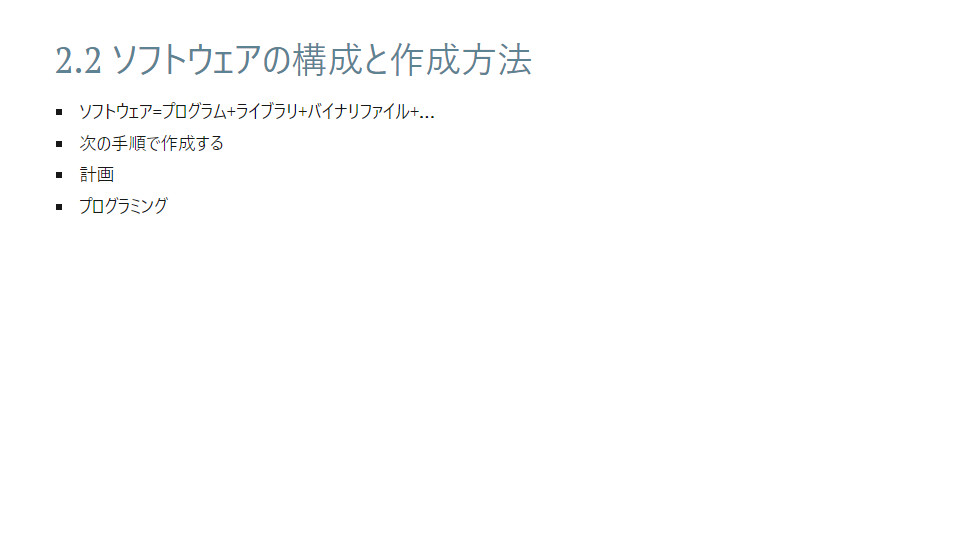 2.2 ソフトウェアの構成と作成方法
▪ ソフトウェア=プログラム+ライブラリ+バイナリファイル+…
▪ 次の手順で作成する
▪ 計画
▪ プログラミング